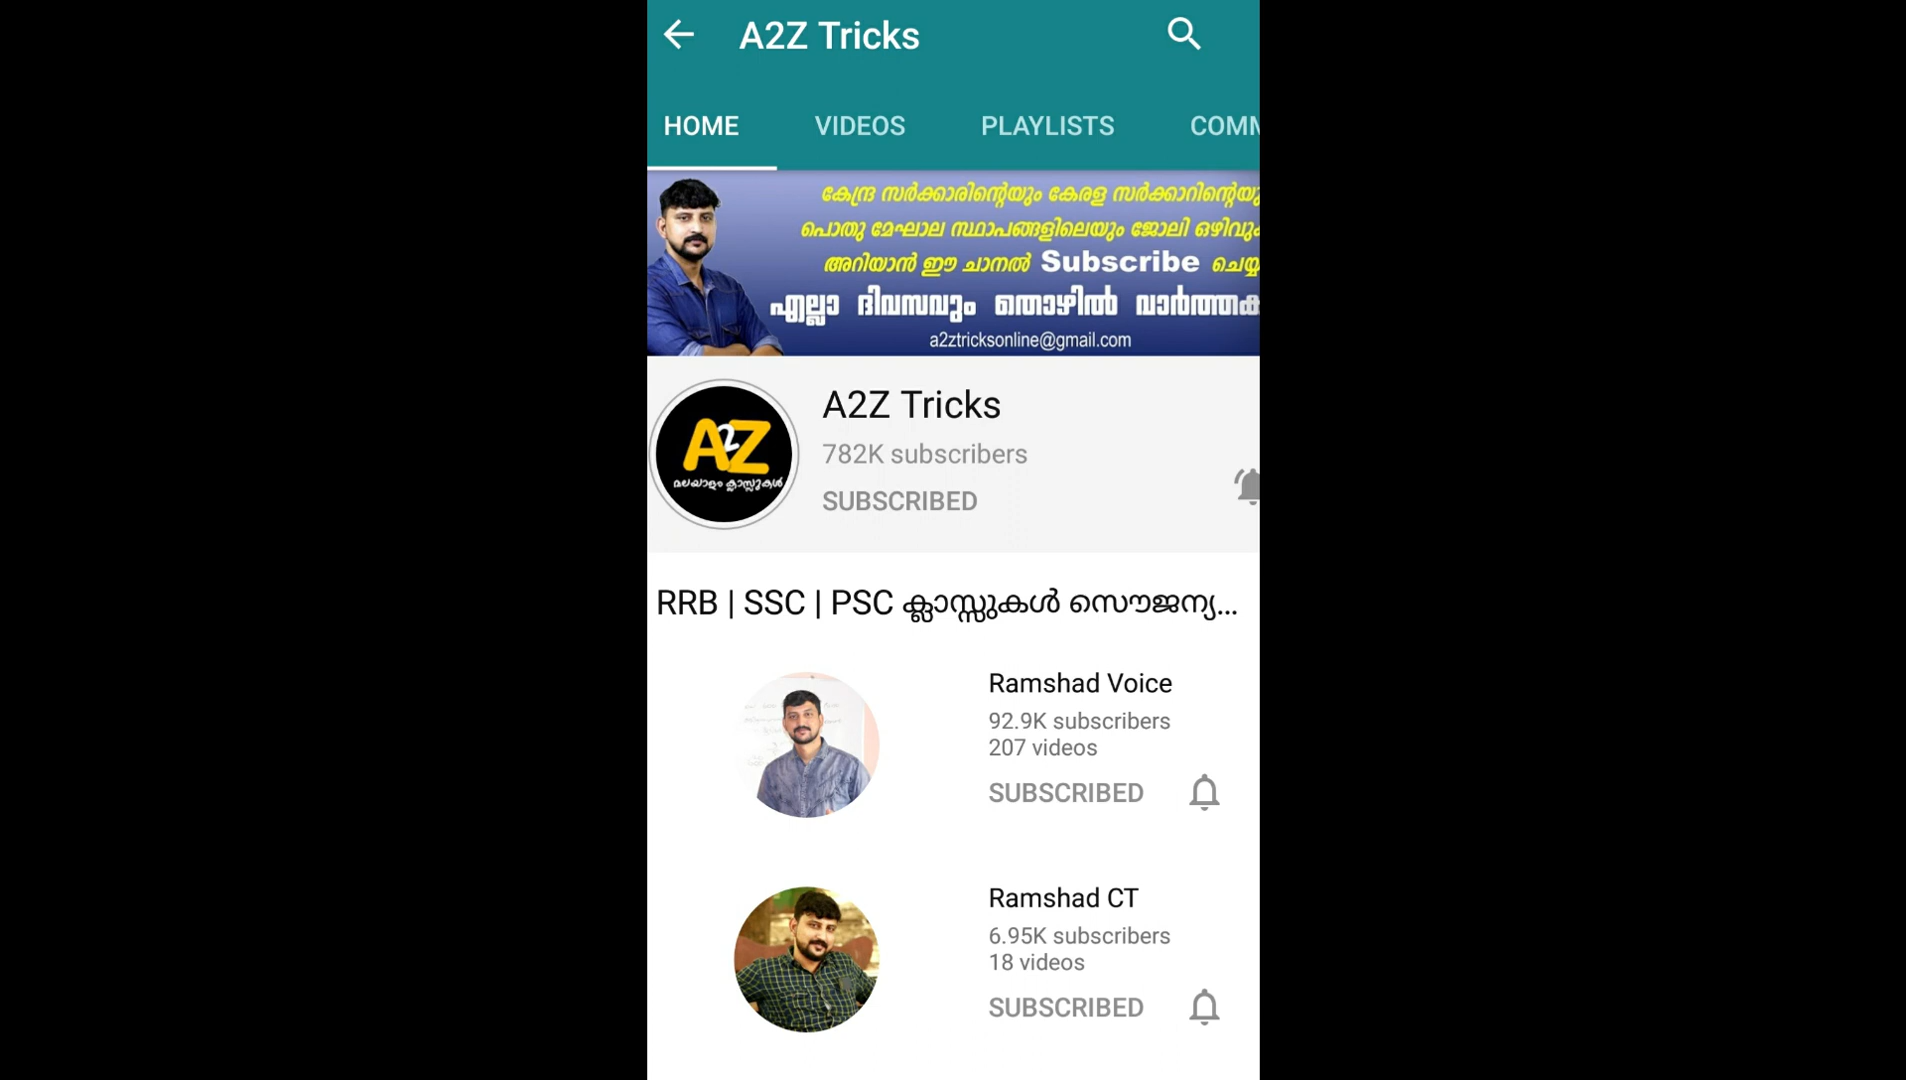 A2Z Tricks
HOME VIDEOS PLAYLISTS COMM
കേന്ദ്ര സർക്കാരിന്റെയും കേരള സർക്കാറിന്റെയു
പൊതു മേഘാല സ്ഥാപങ്ങളിലെയും ജോലി ഒഴിവുക
അറിയാൻ ഈ ചാനൽ Subscribe ചെയ്യ
എല്ലാ ദിവസവും തൊഴിൽ വാർത്തക
a2ztricksonline@gmail.com
A2Z
മലയാളം ക്ലാസ്സുകൾ
A2Z Tricks
782K subscribers
SUBSCRIBED
RRB | SSC | PSC ക്ലാസ്സുകൾ സൌജന്യ...
Ramshad Voice
92.9K subscribers
207 videos
SUBSCRIBED
Ramshad CT
6.95K subscribers
18 videos
SUBSCRIBED